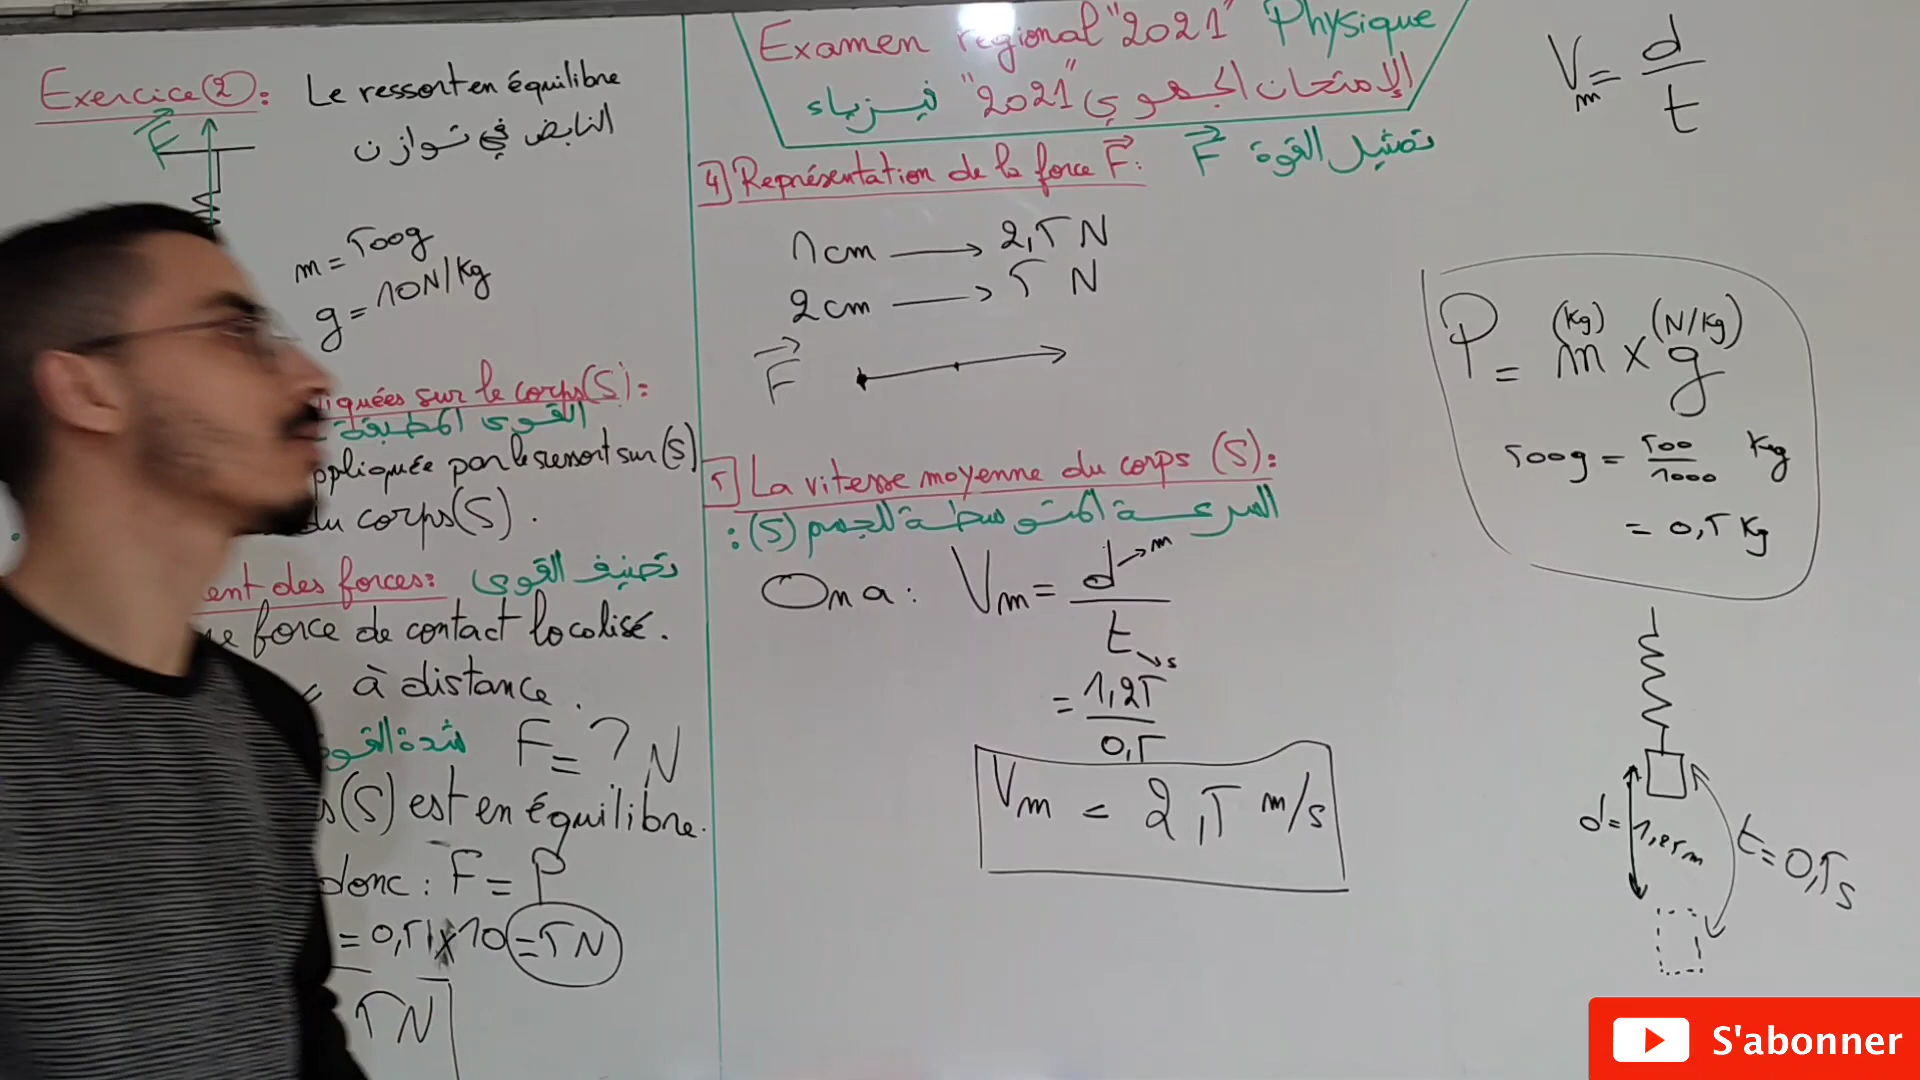 Examen régional "2021" Physique
الإمتحان الجهوي "2021" فيزياء
Exercice 2: Le ressort en équilibre
النابض في توازن
F
m = 500g
g = 10N/Kg
iquées sur le corps(S):
القوى المطبقة
ppliquée par le ressort sur (S)
du corps(S).
ent des forces: تصنيف القوى
force de contact localisé.
à distance.
شدة القوة F = ? N
(S) est en équilibre.
donc: F = P
= 0,5 x 10 = 5N
5N
4] Représentation de la force F: تمثيل القوة F
1cm → 2,5 N
2cm → 5 N
F
5] La vitesse moyenne du corps (S):
السرعة المتوسطة للجسم (S):
On a: Vm = d → m
t → s
= 1,25
0,5
Vm = 2,5 m/s
Vm = d
t
(Kg) (N/Kg)
P = m x g
500g = 500 Kg
1000
= 0,5 Kg
d = 1,25m
t = 0,5s
S'abonner